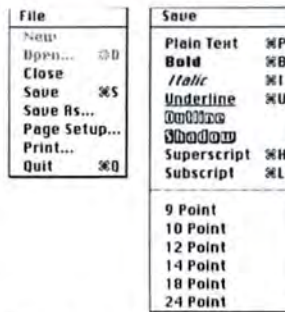 File
New
Open... ⌘O
Close
Save ⌘S
Save As...
Page Setup...
Print...
Quit ⌘Q
Save
Plain Text ⌘P
Bold ⌘B
Italic ⌘I
Underline ⌘U
Outline
Shadow
Superscript ⌘H
Subscript ⌘L
9 Point
10 Point
12 Point
14 Point
18 Point
24 Point